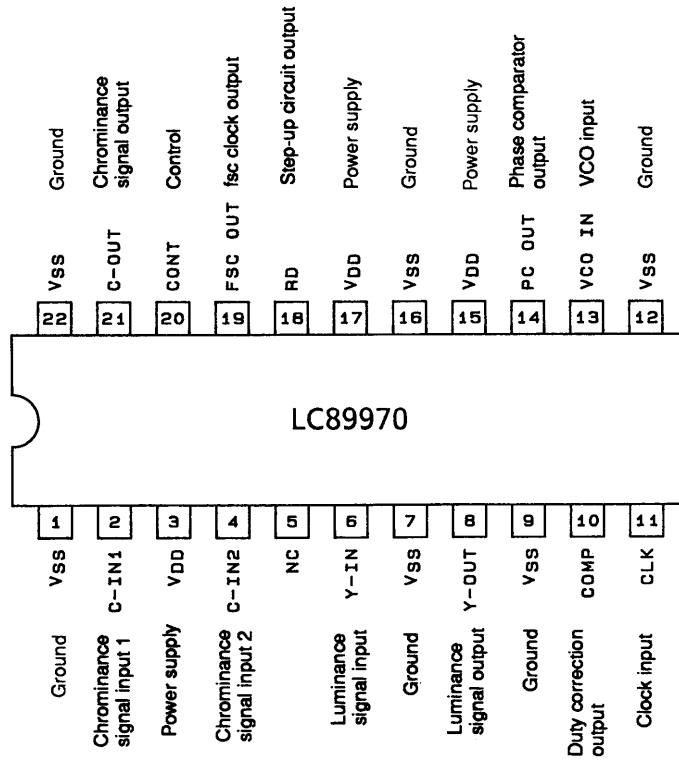 Ground
Chrominance
signal output
Control
fsc clock output
Step-up circuit output
Power supply
Ground
Power supply
Phase comparator
output
VCO input
Ground
VSS
C-OUT
CONT
FSC OUT
RD
VDD
VSS
VDD
PC OUT
VCO IN
VSS
22 21 20 19 18 17 16 15 14 13 12
LC89970
1 2 3 4 5 6 7 8 9 10 11
VSS
C-IN1
VDD
C-IN2
NC
Y-IN
VSS
Y-OUT
VSS
COMP
CLK
Ground
Chrominance
signal input 1
Power supply
Chrominance
signal input 2
Luminance
signal input
Ground
Luminance
signal output
Ground
Duty correction
output
Clock input